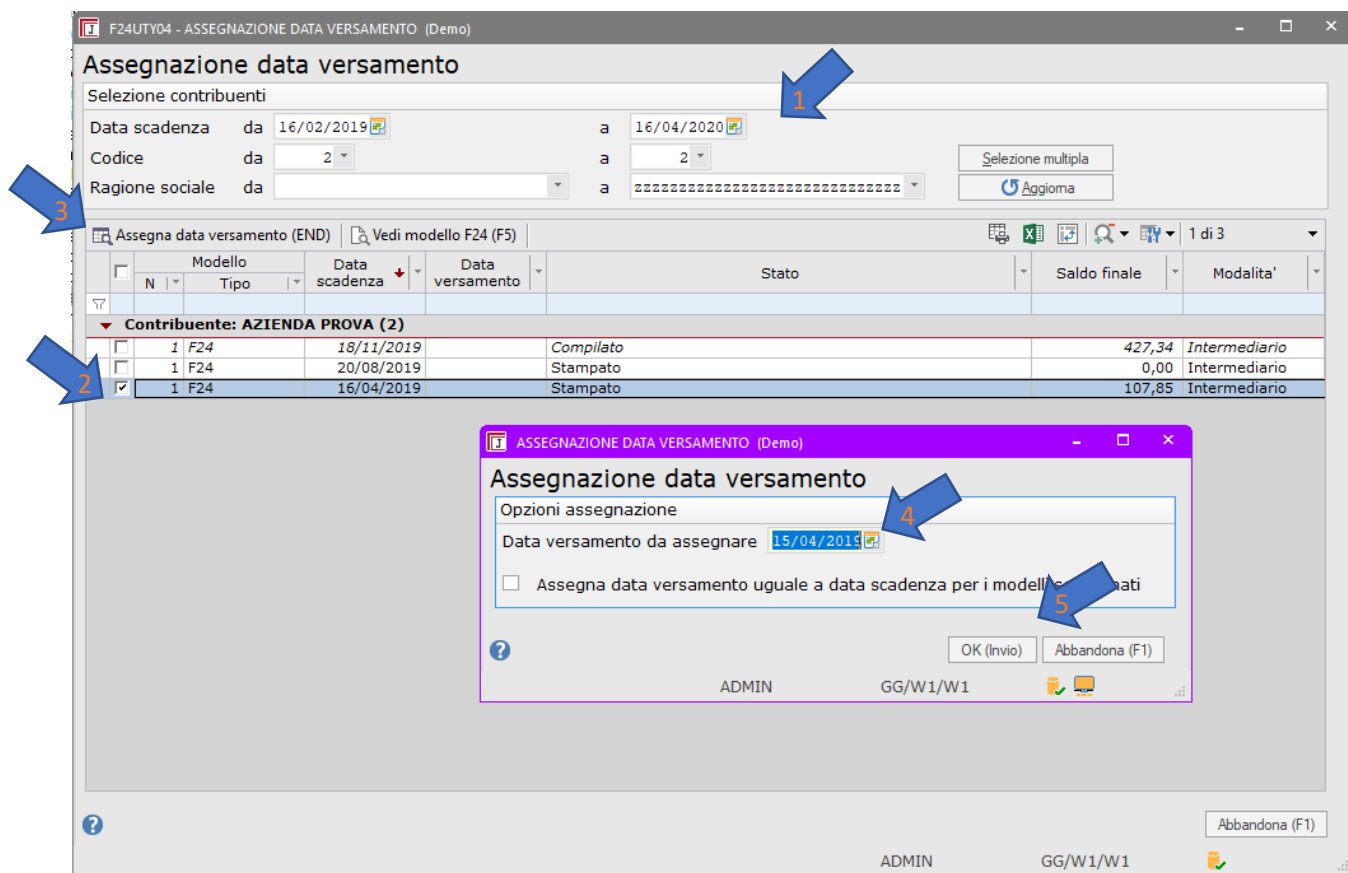 F24UTY04 - ASSEGNAZIONE DATA VERSAMENTO (Demo)
Assegnazione data versamento
Selezione contribuenti
1
Data scadenza da 16/02/2019 a 16/04/2020
Codice da 2 a 2 Selezione multipla
Ragione sociale da a zzzzzzzzzzzzzzzzzzzzzzzzzzzzzz Aggiorna
3
Assegna data versamento (END) Vedi modello F24 (F5) 1 di 3
Modello Data scadenza Data versamento Stato Saldo finale Modalita'
N Tipo
Contribuente: AZIENDA PROVA (2)
1 F24 18/11/2019 Compilato 427,34 Intermediario
1 F24 20/08/2019 Stampato 0,00 Intermediario
2 1 F24 16/04/2019 Stampato 107,85 Intermediario
ASSEGNAZIONE DATA VERSAMENTO (Demo)
Assegnazione data versamento
Opzioni assegnazione
4
Data versamento da assegnare 15/04/2019
Assegna data versamento uguale a data scadenza per i modelli
5
OK (Invio) Abbandona (F1)
ADMIN GG/W1/W1
Abbandona (F1)
ADMIN GG/W1/W1